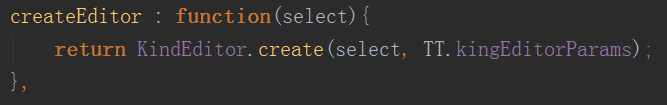 createEditor : function(select){
    return KindEditor.create(select, TT.kingEditorParams);
},